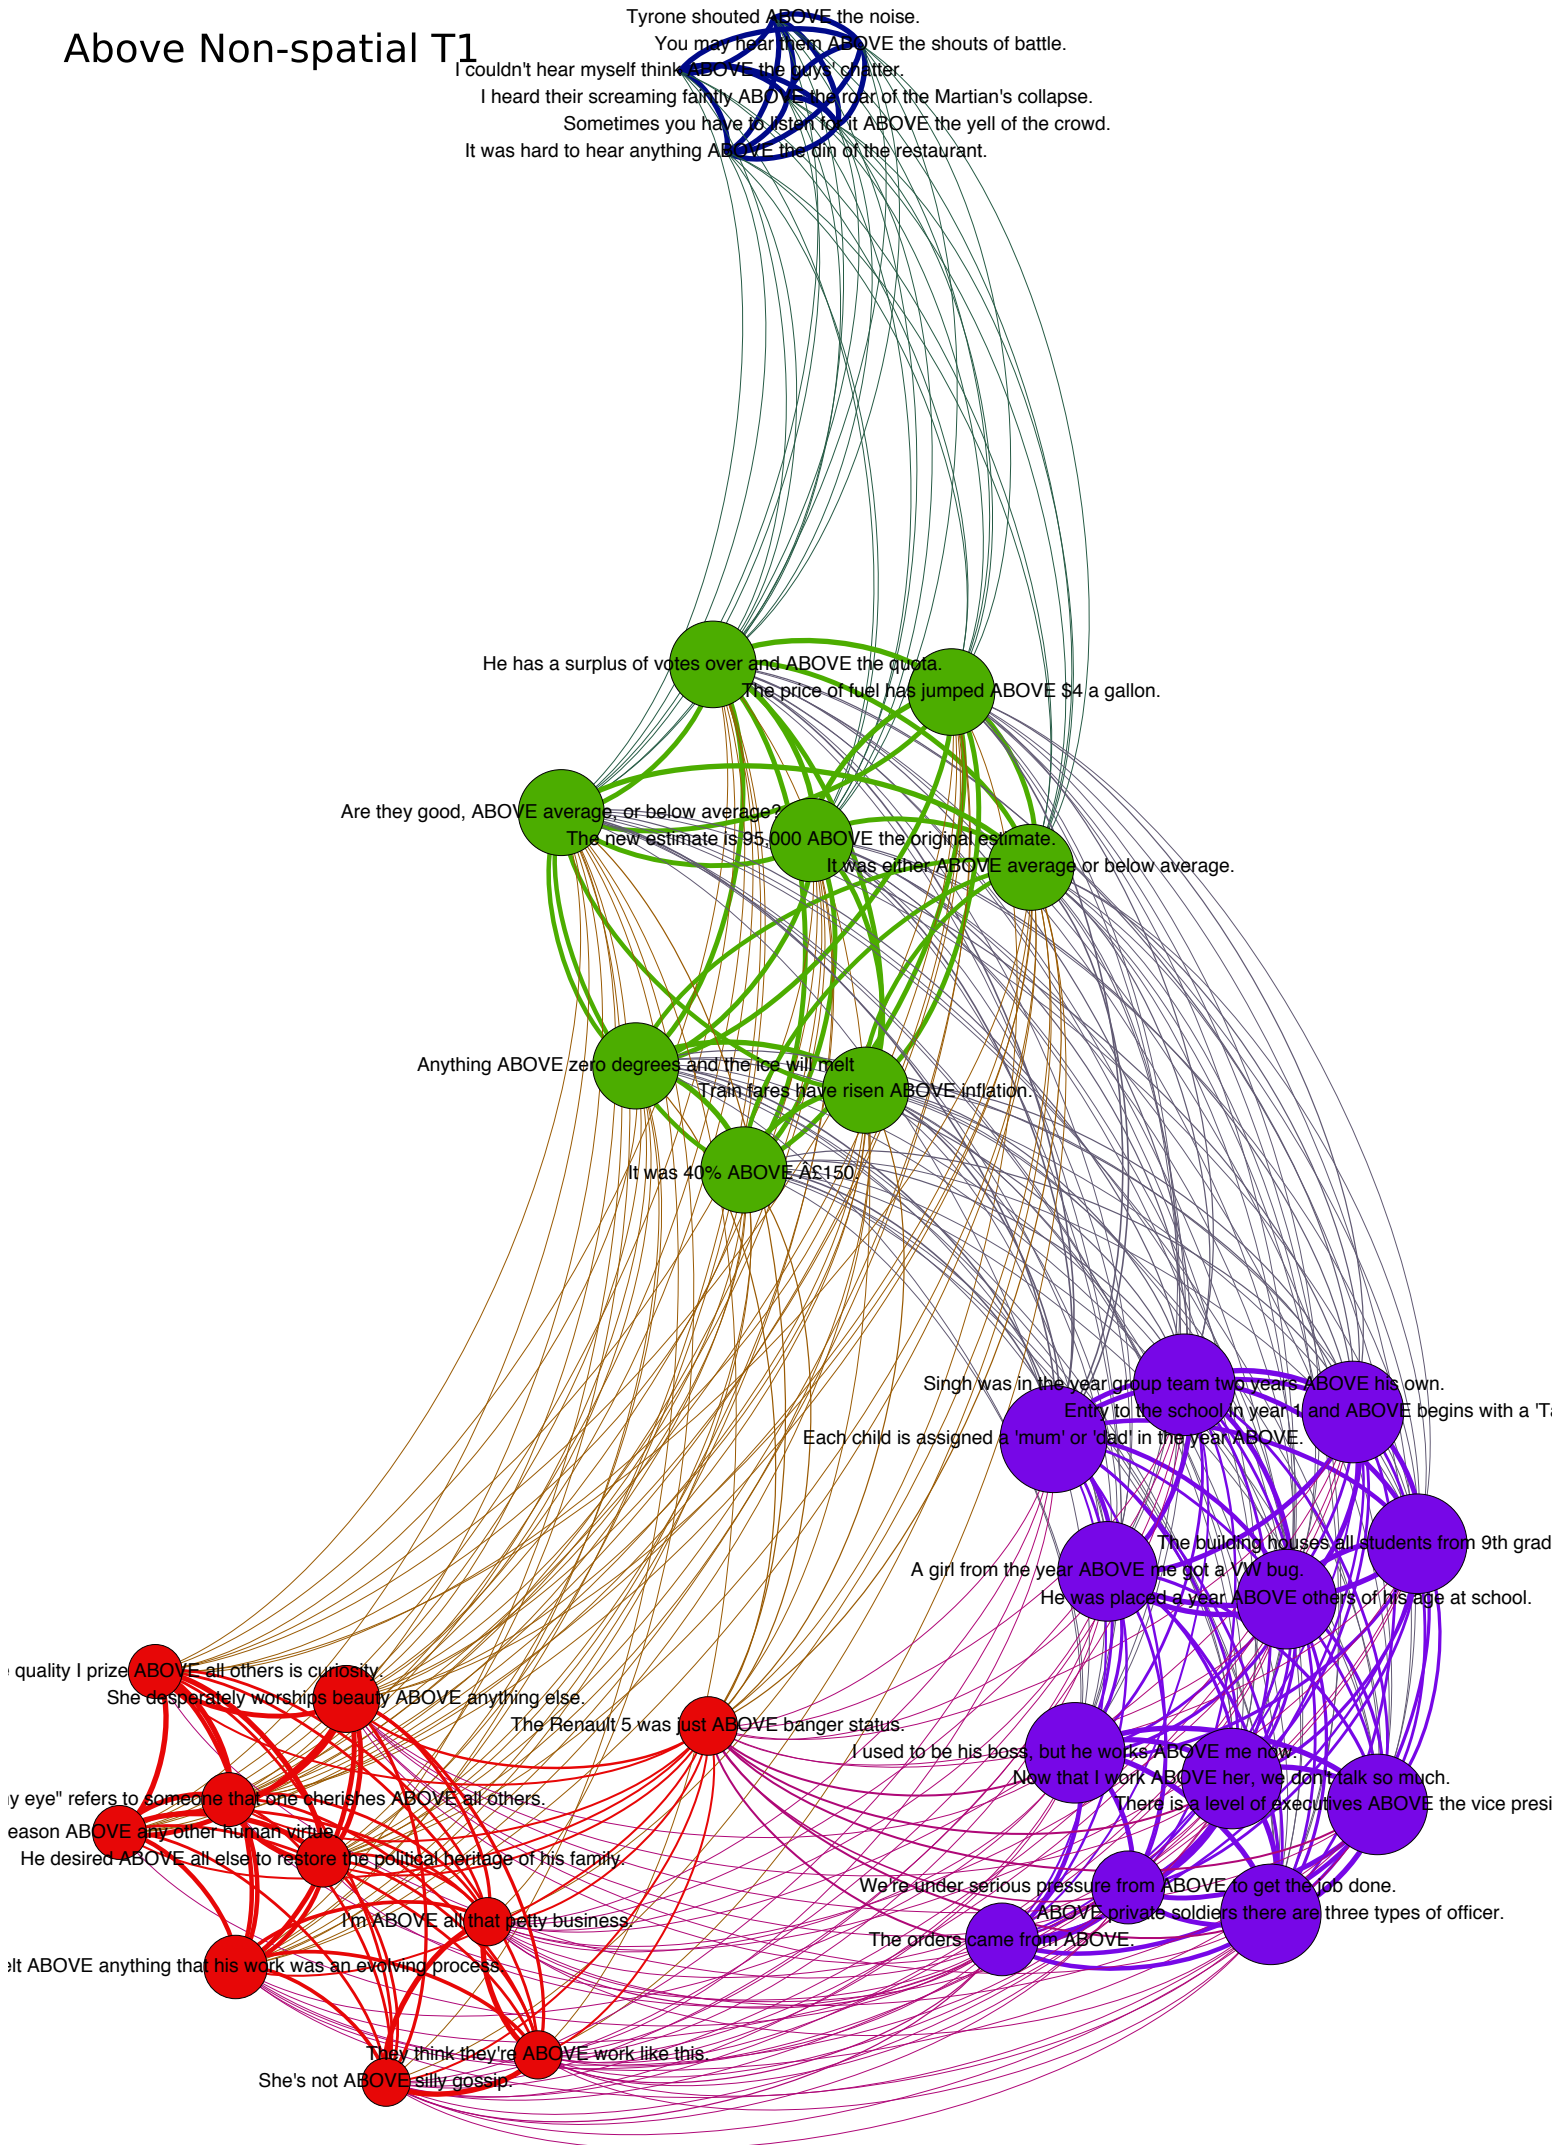 Above Non-spatial T1
Tyrone shouted ABOVE the noise.
You may hear them ABOVE the shouts of battle.
I couldn't hear myself think ABOVE the guys' chatter.
I heard their screaming faintly ABOVE the roar of the Martian's collapse.
Sometimes you have to listen for it ABOVE the yell of the crowd.
It was hard to hear anything ABOVE the din of the restaurant.
He has a surplus of votes over and ABOVE the quota.
The price of fuel has jumped ABOVE $4 a gallon.
Are they good, ABOVE average, or below average?
The new estimate is 95,000 ABOVE the original estimate.
It was either ABOVE average or below average.
Anything ABOVE zero degrees and the ice will melt
Train fares have risen ABOVE inflation.
It was 40% ABOVE Â£150.
Singh was in the year group team two years ABOVE his own.
Entry to the school in year 1 and ABOVE begins with a 'Ta
Each child is assigned a 'mum' or 'dad' in the year ABOVE.
The building houses all students from 9th grad
A girl from the year ABOVE me got a VW bug.
He was placed a year ABOVE others of his age at school.
quality I prize ABOVE all others is curiosity.
She desperately worships beauty ABOVE anything else.
The Renault 5 was just ABOVE banger status.
I used to be his boss, but he works ABOVE me now.
Now that I work ABOVE her, we don't talk so much.
There is a level of executives ABOVE the vice presi
y eye" refers to someone that one cherishes ABOVE all others.
eason ABOVE any other human virtue.
He desired ABOVE all else to restore the political heritage of his family.
We're under serious pressure from ABOVE to get the job done.
ABOVE private soldiers there are three types of officer.
I'm ABOVE all that petty business.
The orders came from ABOVE.
elt ABOVE anything that his work was an evolving process.
They think they're ABOVE work like this.
She's not ABOVE silly gossip.